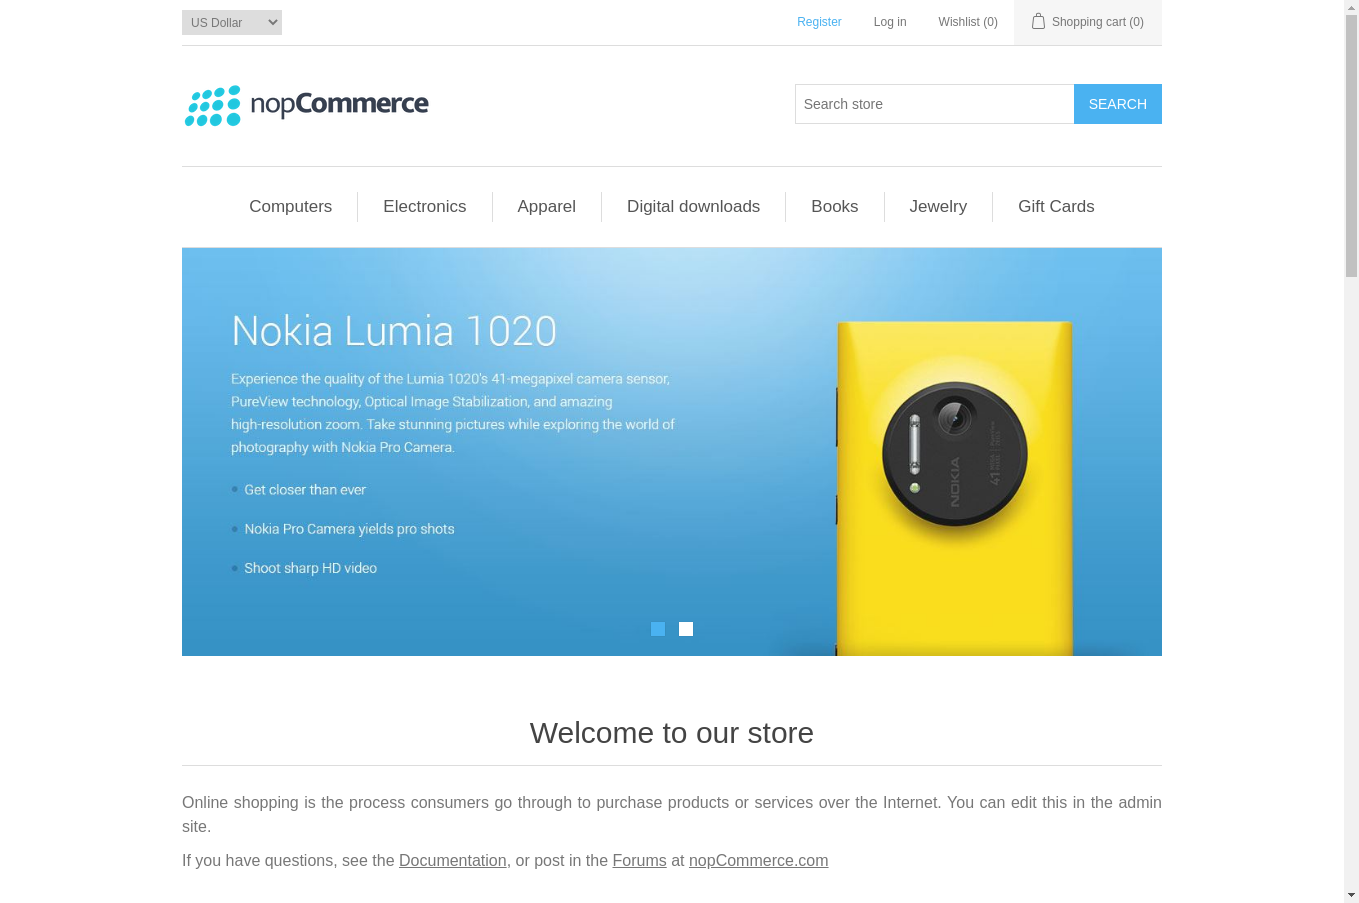 US Dollar
Register
Log in
Wishlist (0)
Shopping cart (0)
nopCommerce
Search store
SEARCH
Computers
Electronics
Apparel
Digital downloads
Books
Jewelry
Gift Cards
Nokia Lumia 1020
Experience the quality of the Lumia 1020's 41-megapixel camera sensor,
PureView technology, Optical Image Stabilization, and amazing
high-resolution zoom. Take stunning pictures while exploring the world of
photography with Nokia Pro Camera.
Get closer than ever
Nokia Pro Camera yields pro shots
Shoot sharp HD video
NOKIA
41
Welcome to our store
Online shopping is the process consumers go through to purchase products or services over the Internet. You can edit this in the admin
site.
If you have questions, see the Documentation, or post in the Forums at nopCommerce.com